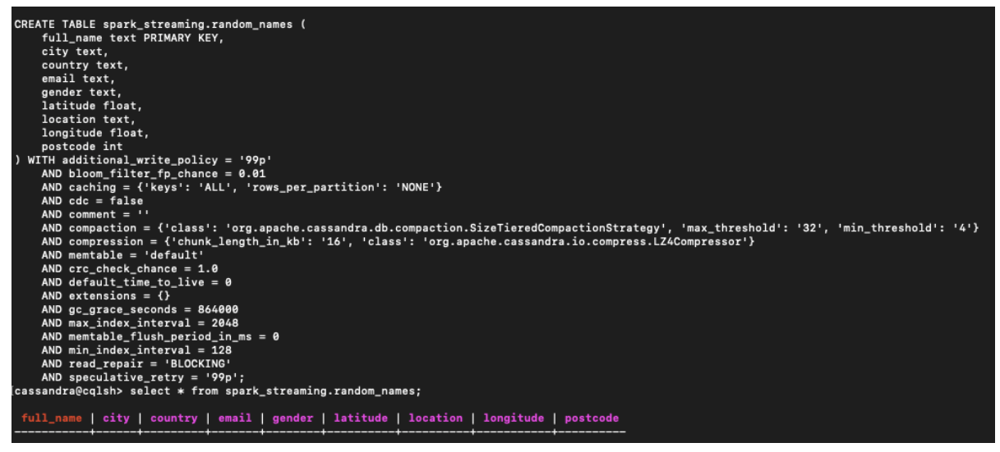 CREATE TABLE spark_streaming.random_names (
    full_name text PRIMARY KEY,
    city text,
    country text,
    email text,
    gender text,
    latitude float,
    location text,
    longitude float,
    postcode int
) WITH additional_write_policy = '99p'
    AND bloom_filter_fp_chance = 0.01
    AND caching = {'keys': 'ALL', 'rows_per_partition': 'NONE'}
    AND cdc = false
    AND comment = ''
    AND compaction = {'class': 'org.apache.cassandra.db.compaction.SizeTieredCompactionStrategy', 'max_threshold': '32', 'min_threshold': '4'}
    AND compression = {'chunk_length_in_kb': '16', 'class': 'org.apache.cassandra.io.compress.LZ4Compressor'}
    AND memtable = 'default'
    AND crc_check_chance = 1.0
    AND default_time_to_live = 0
    AND extensions = {}
    AND gc_grace_seconds = 864000
    AND max_index_interval = 2048
    AND memtable_flush_period_in_ms = 0
    AND min_index_interval = 128
    AND read_repair = 'BLOCKING'
    AND speculative_retry = '99p';
[cassandra@cqlsh> select * from spark_streaming.random_names;
 full_name | city | country | email | gender | latitude | location | longitude | postcode
-----------+------+---------+-------+--------+----------+----------+-----------+----------